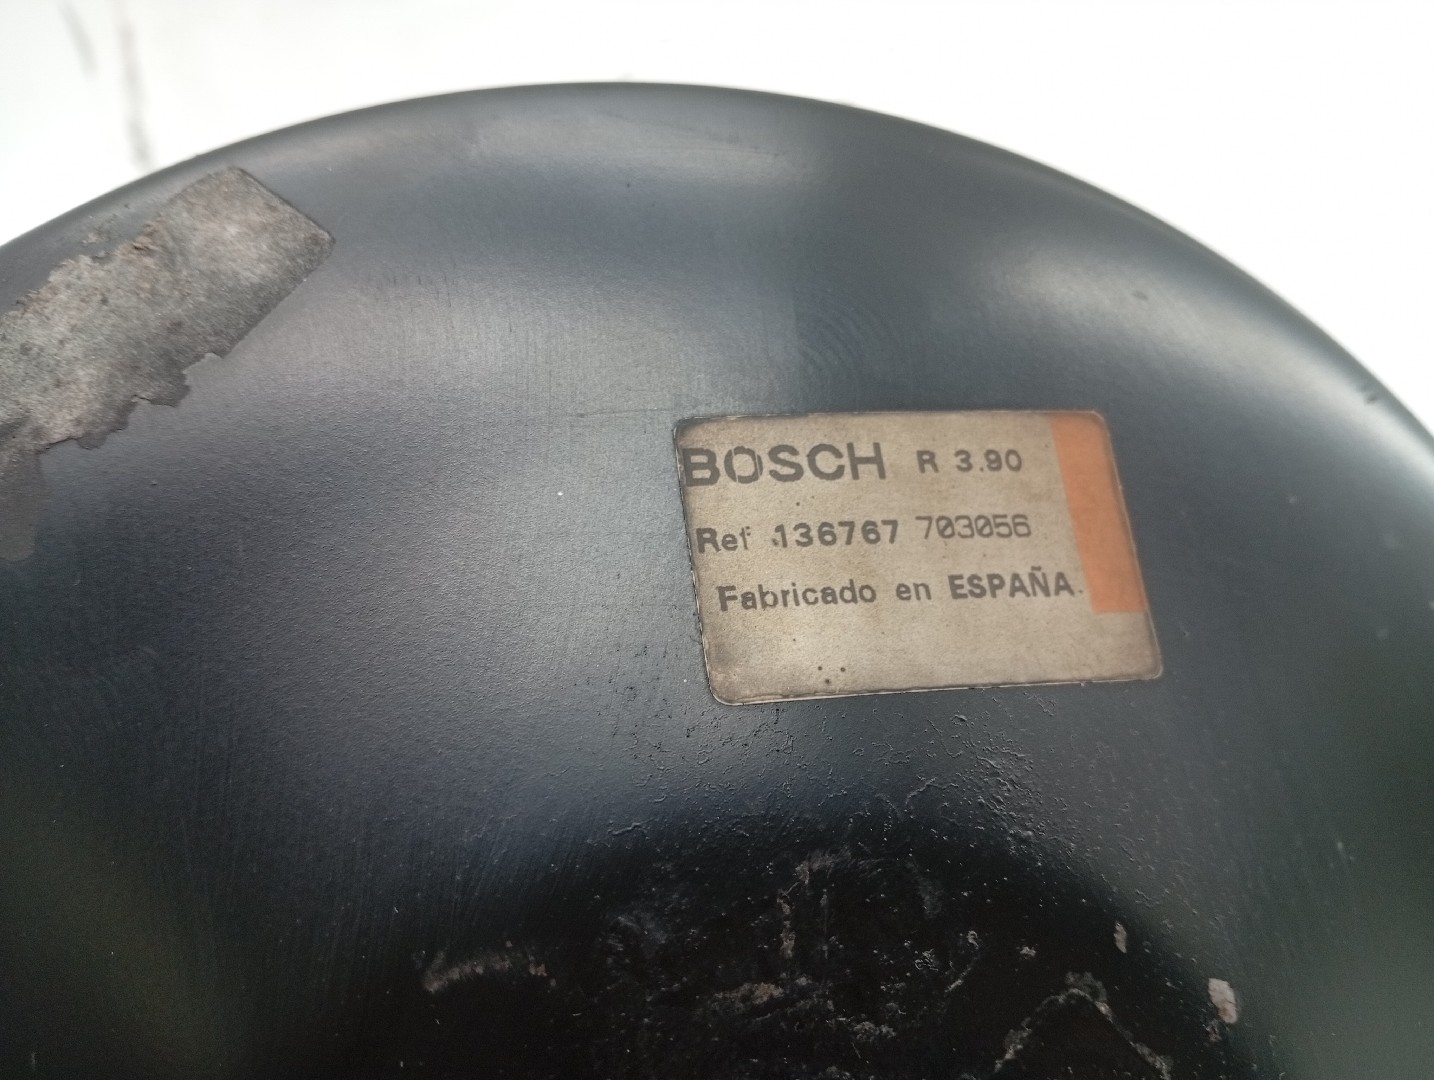 BOSCH R 3.90
Ref 136767 703056
Fabricado en ESPAÑA.